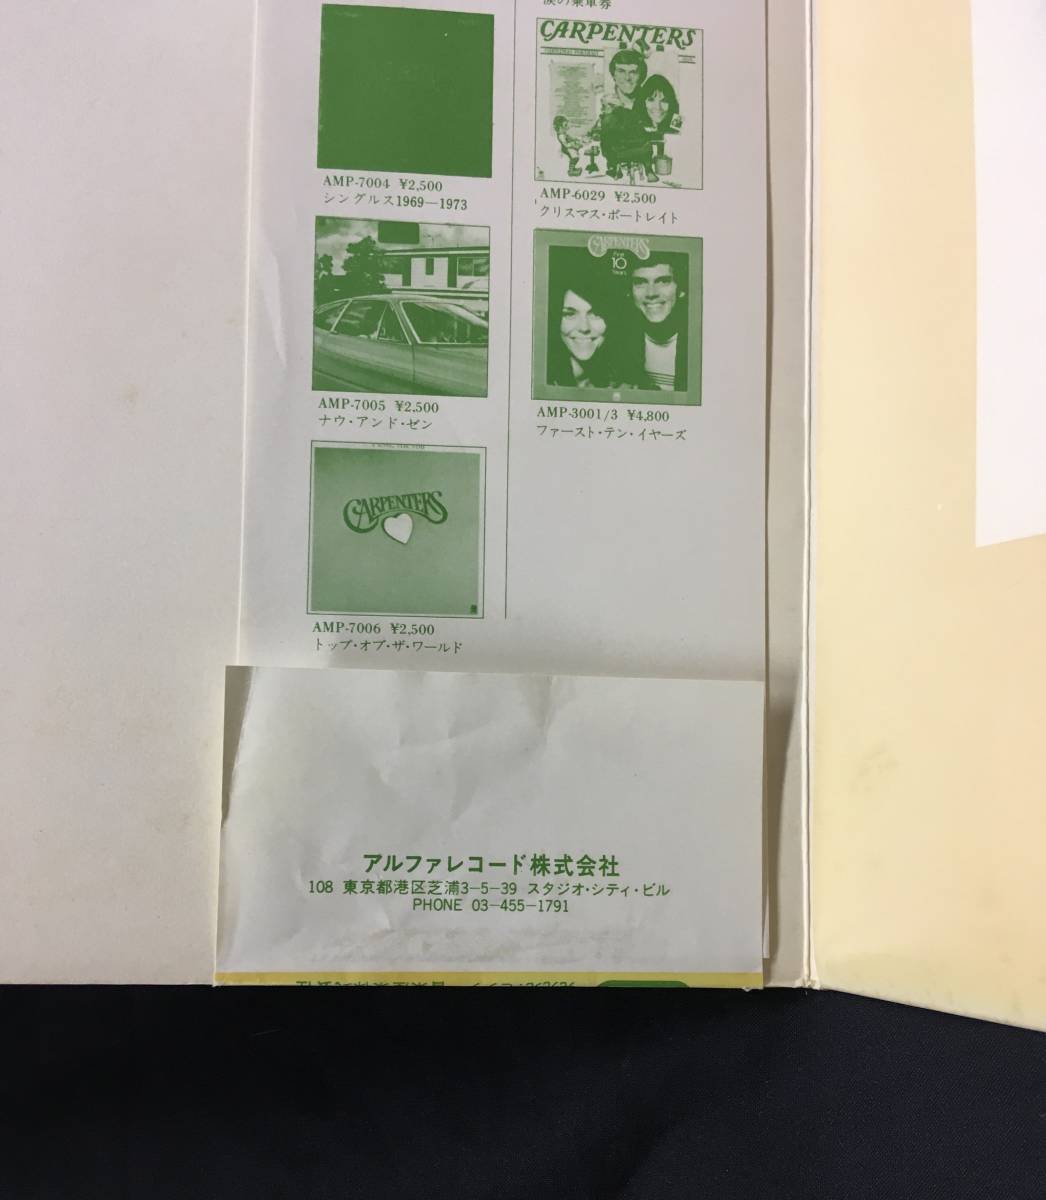 AMP-7004 ¥2,500
シングルス1969—1973
AMP-7005 ¥2,500
ナウ・アンド・ゼン
CARPENTERS
AMP-7006 ¥2,500
トップ・オブ・ザ・ワールド
涙の乗車券
CARPENTERS
AMP-6029 ¥2,500
クリスマス・ポートレイト
CARPENTERS
10
AMP-3001/3 ¥4,800
ファースト・テン・イヤーズ
アルファレコード株式会社
108 東京都港区芝浦3-5-39 スタジオ・シティ・ビル
PHONE 03-455-1791